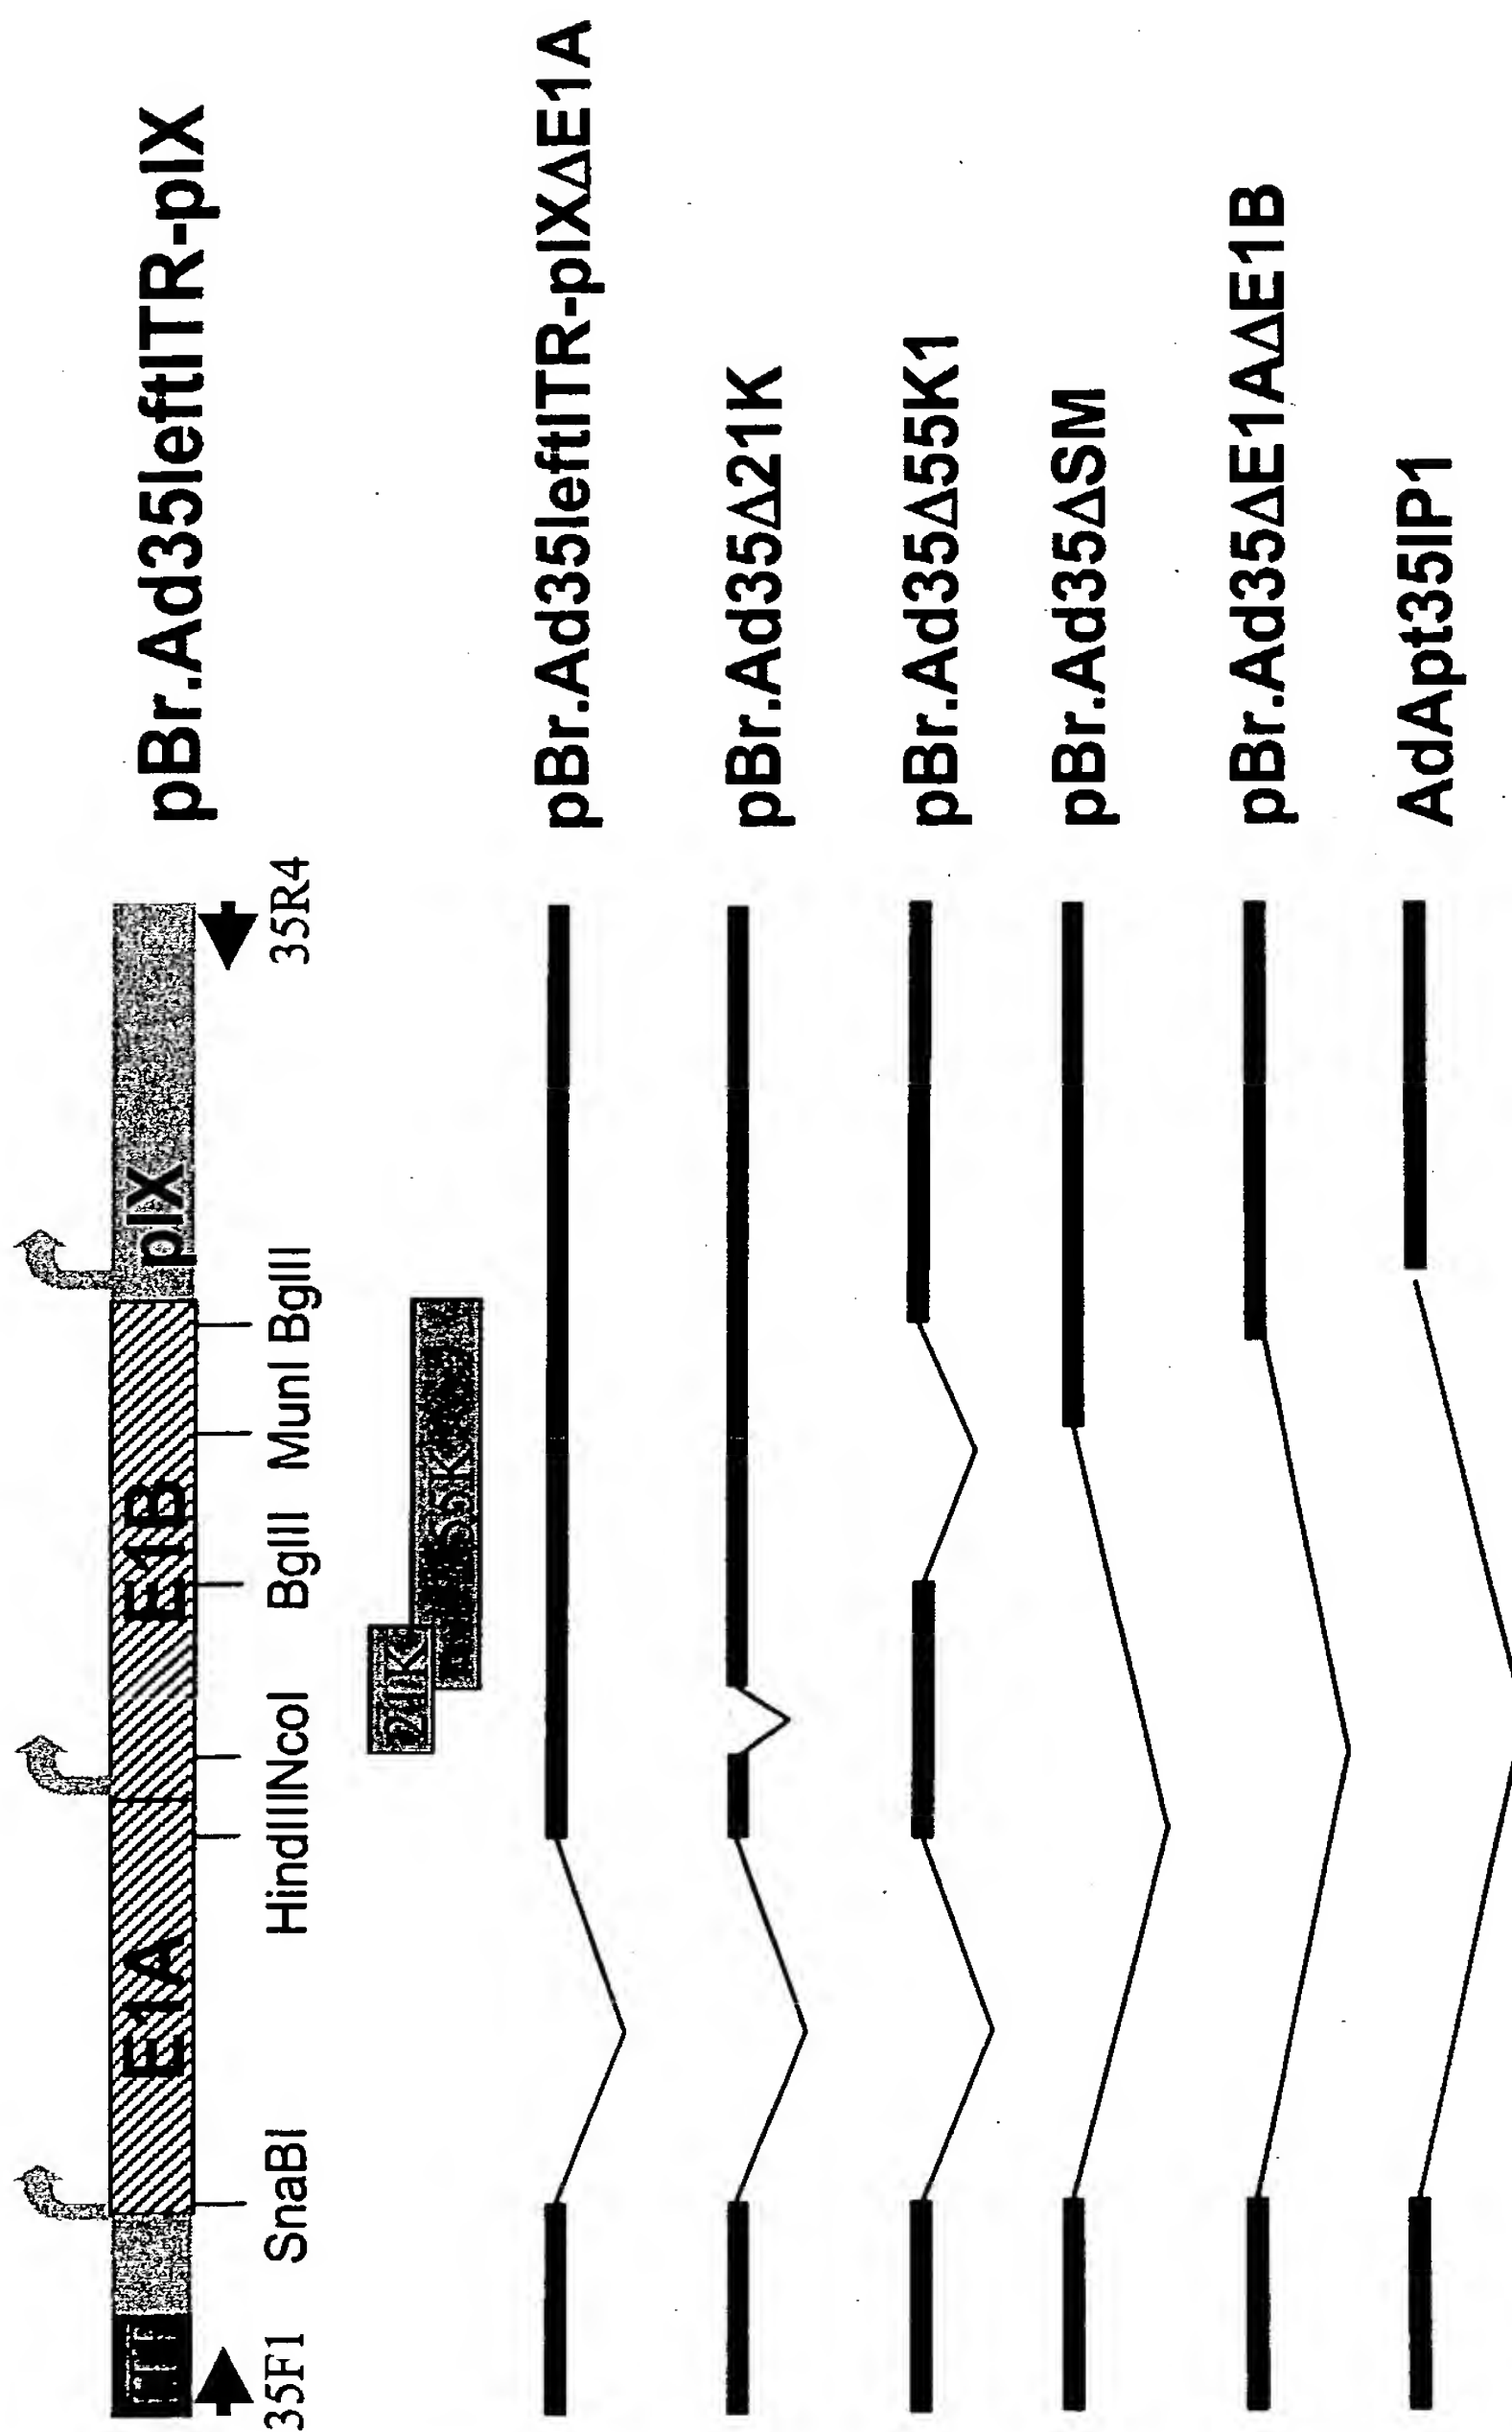 pBr.Ad35leftITR-pIX
E1A E1B pIX
35F1 35R4
SnaBI HindIII NcoI BglII MunI BglII
21K
55K
pBr.Ad35leftITR-pIXΔE1A
pBr.Ad35Δ21K
pBr.Ad35Δ55K1
pBr.Ad35ΔSM
pBr.Ad35ΔE1AΔE1B
AdApt35IP1